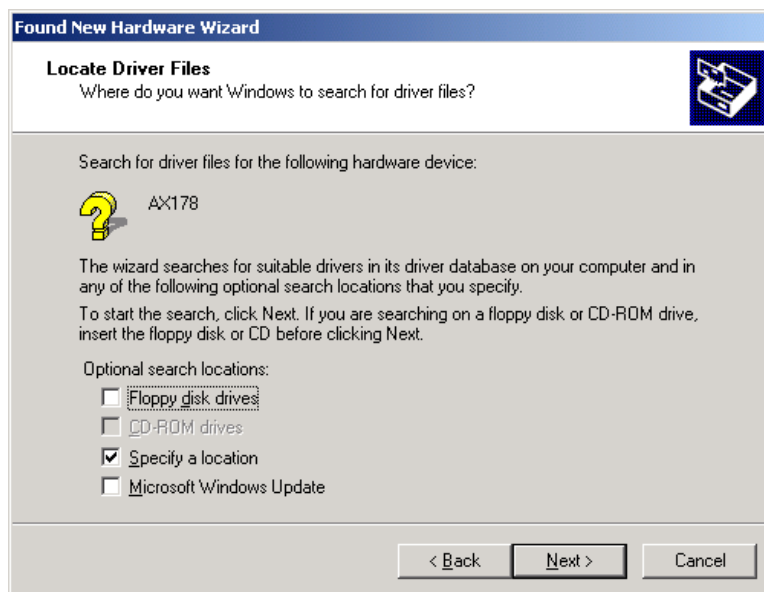 Found New Hardware Wizard
Locate Driver Files
Where do you want Windows to search for driver files?
Search for driver files for the following hardware device:
AX178
The wizard searches for suitable drivers in its driver database on your computer and in
any of the following optional search locations that you specify.
To start the search, click Next. If you are searching on a floppy disk or CD-ROM drive,
insert the floppy disk or CD before clicking Next.
Optional search locations:
Floppy disk drives
CD-ROM drives
Specify a location
Microsoft Windows Update
< Back Next > Cancel